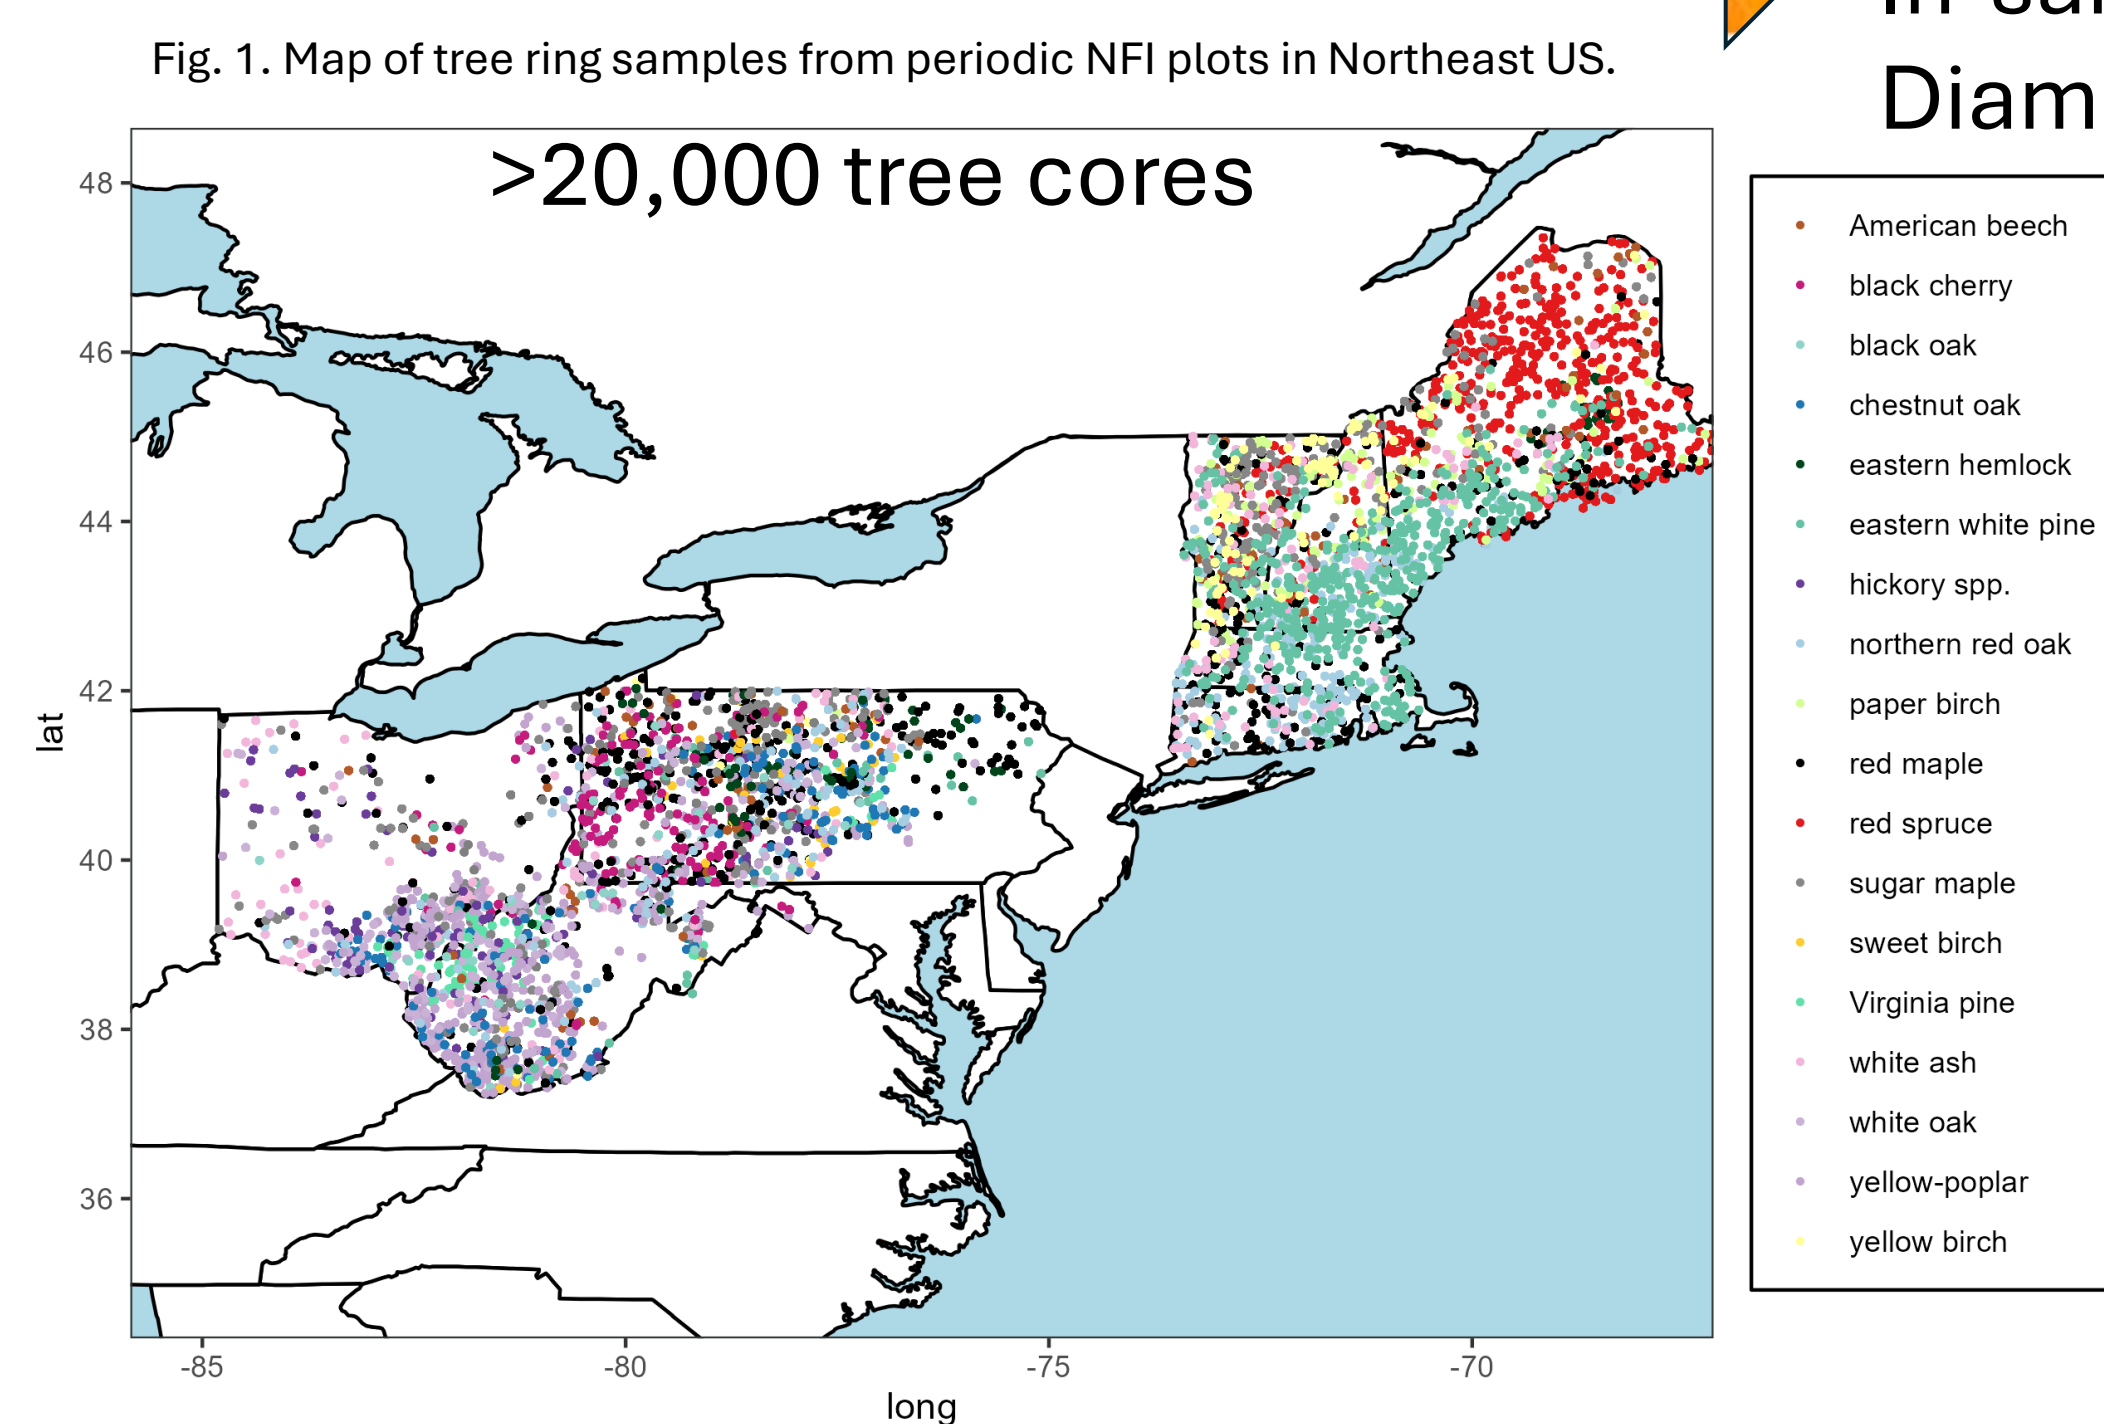 Fig. 1. Map of tree ring samples from periodic NFI plots in Northeast US.
Diam
>20,000 tree cores
48
46
44
42
40
38
36
lat
-85
-80
-75
-70
long
American beech
black cherry
black oak
chestnut oak
eastern hemlock
eastern white pine
hickory spp.
northern red oak
paper birch
red maple
red spruce
sugar maple
sweet birch
Virginia pine
white ash
white oak
yellow-poplar
yellow birch